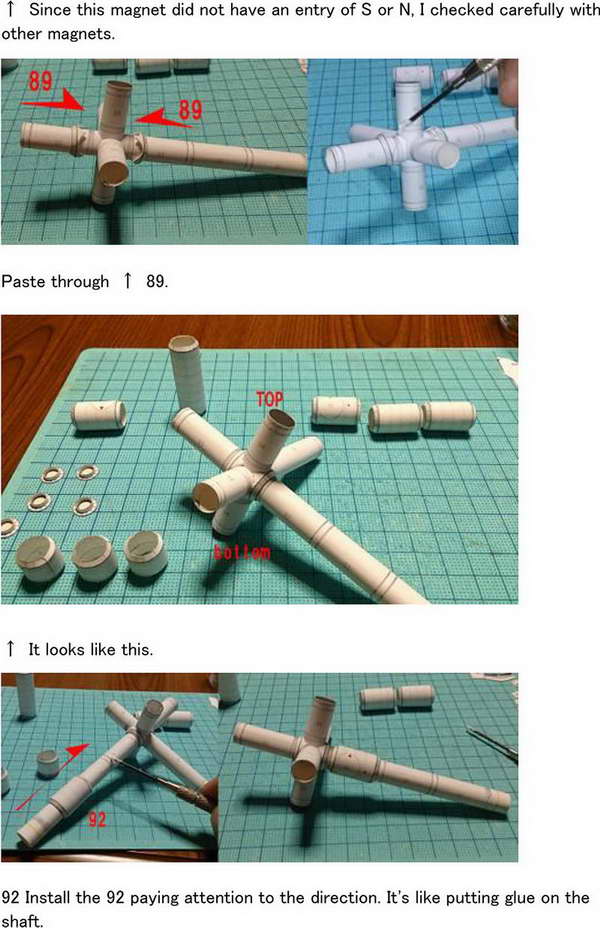 ↑ Since this magnet did not have an entry of S or N, I checked carefully with
other magnets.
89
89
Paste through ↑ 89.
TOP
bottom
↑ It looks like this.
92
92 Install the 92 paying attention to the direction. It's like putting glue on the
shaft.